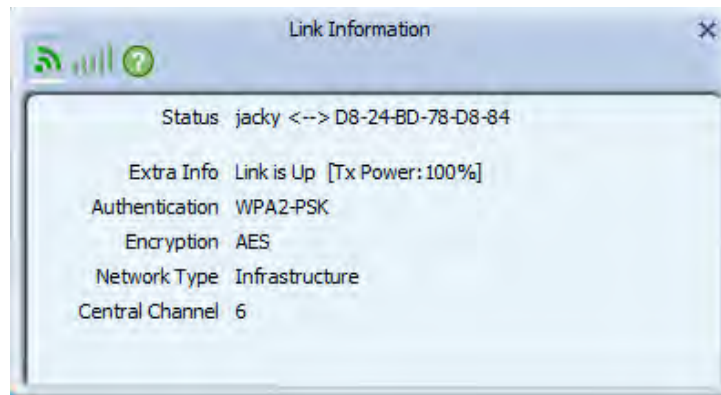 Link Information
Status jacky <--> D8-24-BD-78-D8-84
Extra Info Link is Up [Tx Power:100%]
Authentication WPA2-PSK
Encryption AES
Network Type Infrastructure
Central Channel 6